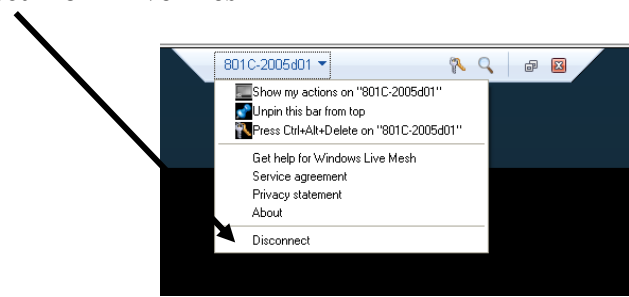 801C-2005d01
Show my actions on "801C-2005d01"
Unpin this bar from top
Press Ctrl+Alt+Delete on "801C-2005d01"
Get help for Windows Live Mesh
Service agreement
Privacy statement
About
Disconnect